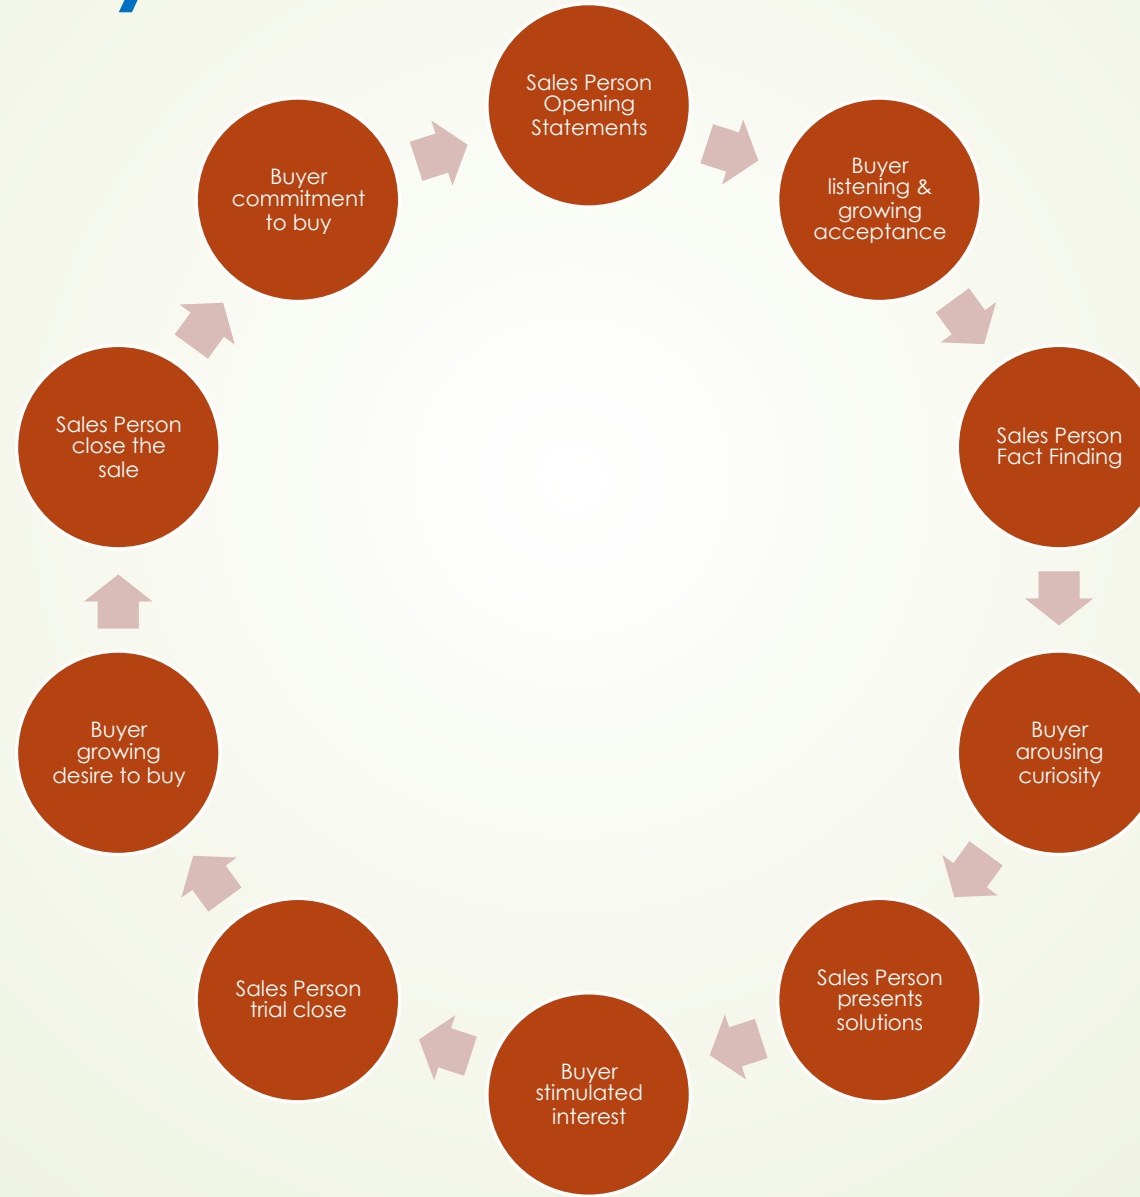 Sales Person
Opening
Statements
Buyer
listening &
growing
acceptance
Sales Person
Fact Finding
Buyer
arousing
curiosity
Sales Person
presents
solutions
Buyer
stimulated
interest
Sales Person
trial close
Buyer
growing
desire to buy
Sales Person
close the
sale
Buyer
commitment
to buy